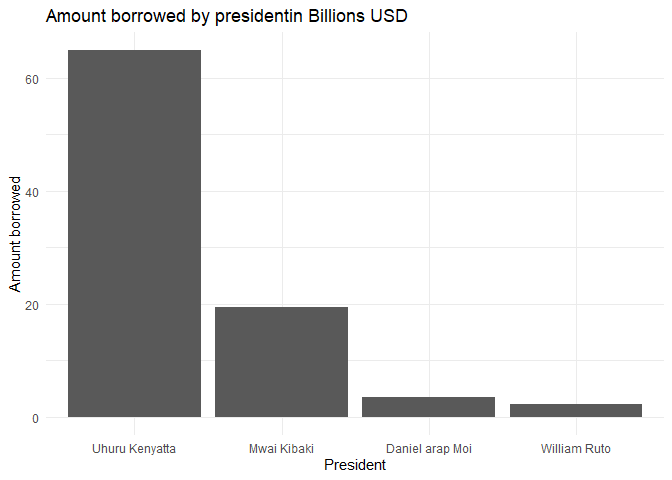 Amount borrowed by presidentin Billions USD
Amount borrowed
60
40
20
0
Uhuru Kenyatta Mwai Kibaki Daniel arap Moi William Ruto
President